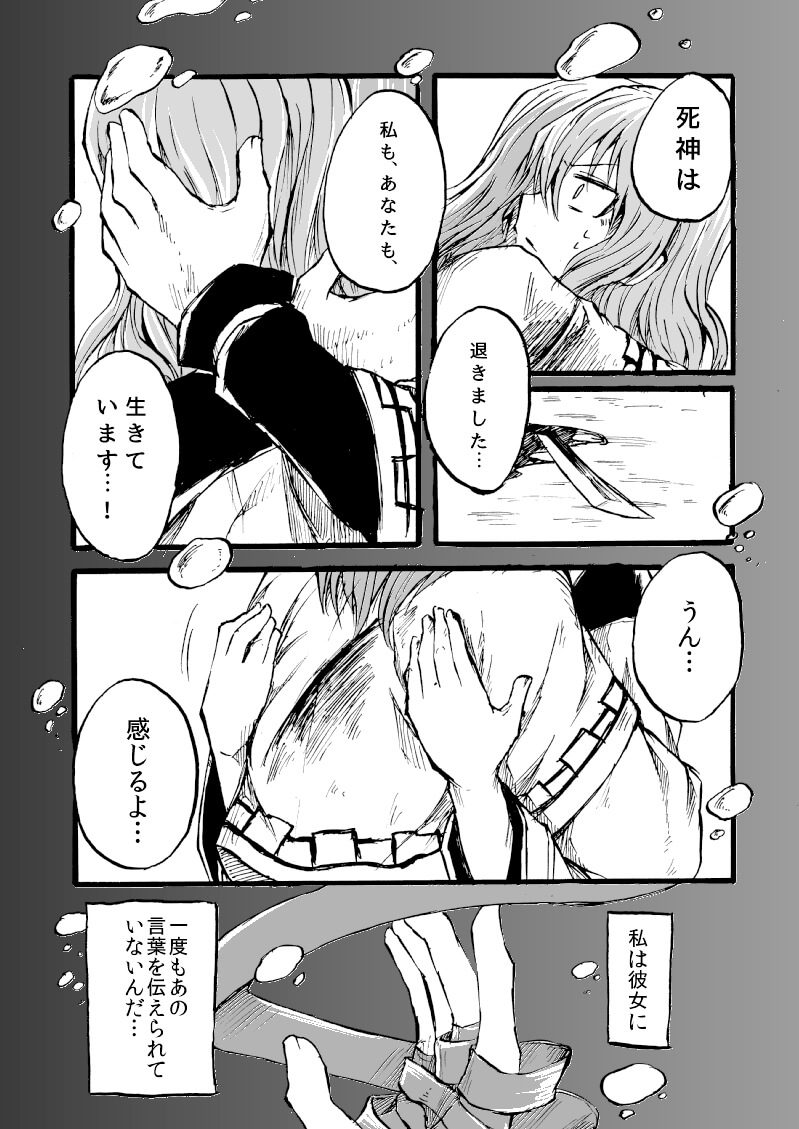 死神は
退きました…
私も、あなたも、
生きて
います…！
うん…
感じるよ…
私は彼女に
一度もあの
言葉を伝えられて
いないんだ…